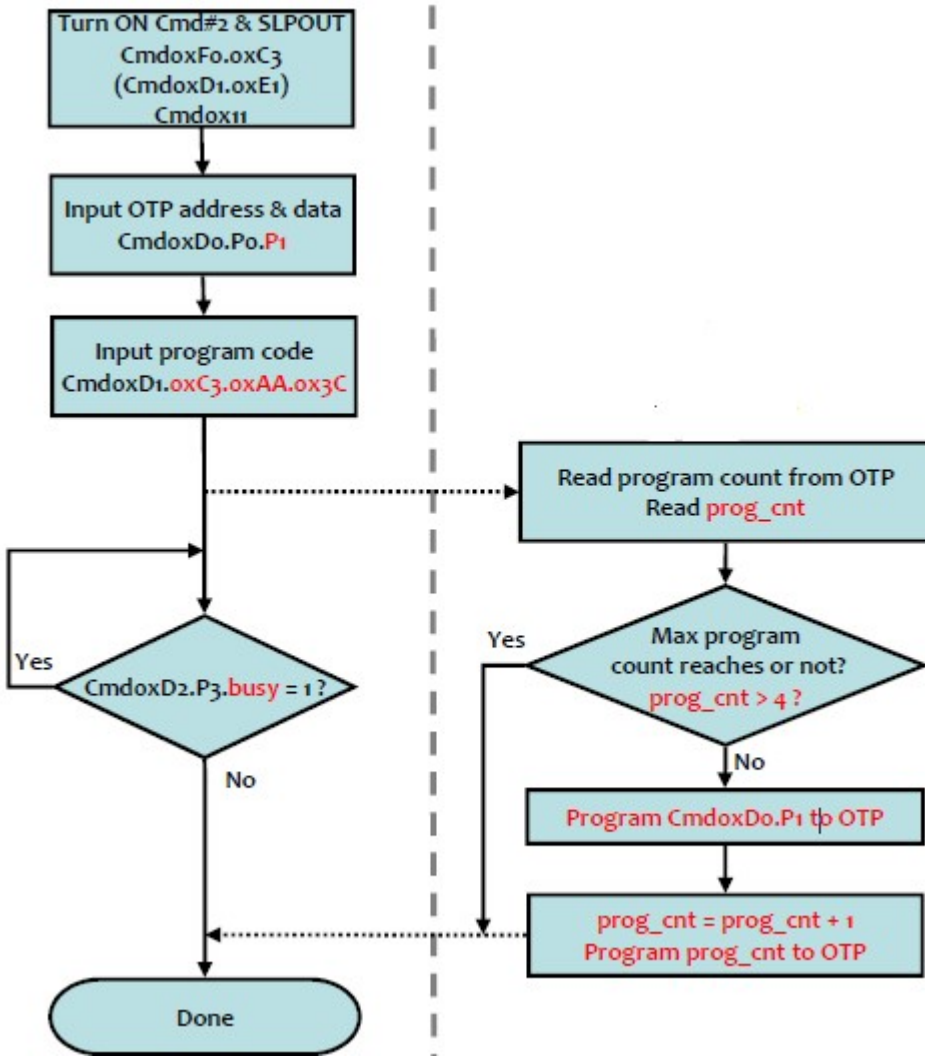 Turn ON Cmd#2 & SLPOUT
Cmd0xF0.0xC3
(Cmd0xD1.0xE1)
Cmd0x11
Input OTP address & data
Cmd0xD0.P0.P1
Input program code
Cmd0xD1.0xC3.0xAA.0x3C
Read program count from OTP
Read prog_cnt
Yes
Cmd0xD2.P3.busy = 1 ?
No
Yes
Max program
count reaches or not?
prog_cnt > 4 ?
No
Program Cmd0xD0.P1 to OTP
prog_cnt = prog_cnt + 1
Program prog_cnt to OTP
Done